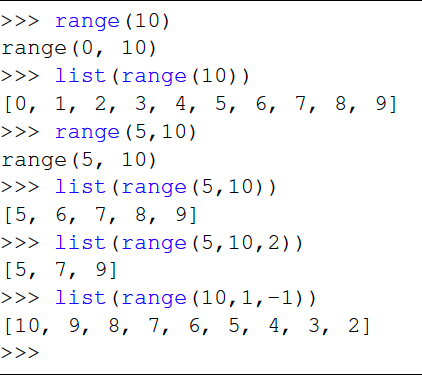 >>> range(10)
range(0, 10)
>>> list(range(10))
[0, 1, 2, 3, 4, 5, 6, 7, 8, 9]
>>> range(5,10)
range(5, 10)
>>> list(range(5,10))
[5, 6, 7, 8, 9]
>>> list(range(5,10,2))
[5, 7, 9]
>>> list(range(10,1,-1))
[10, 9, 8, 7, 6, 5, 4, 3, 2]
>>>